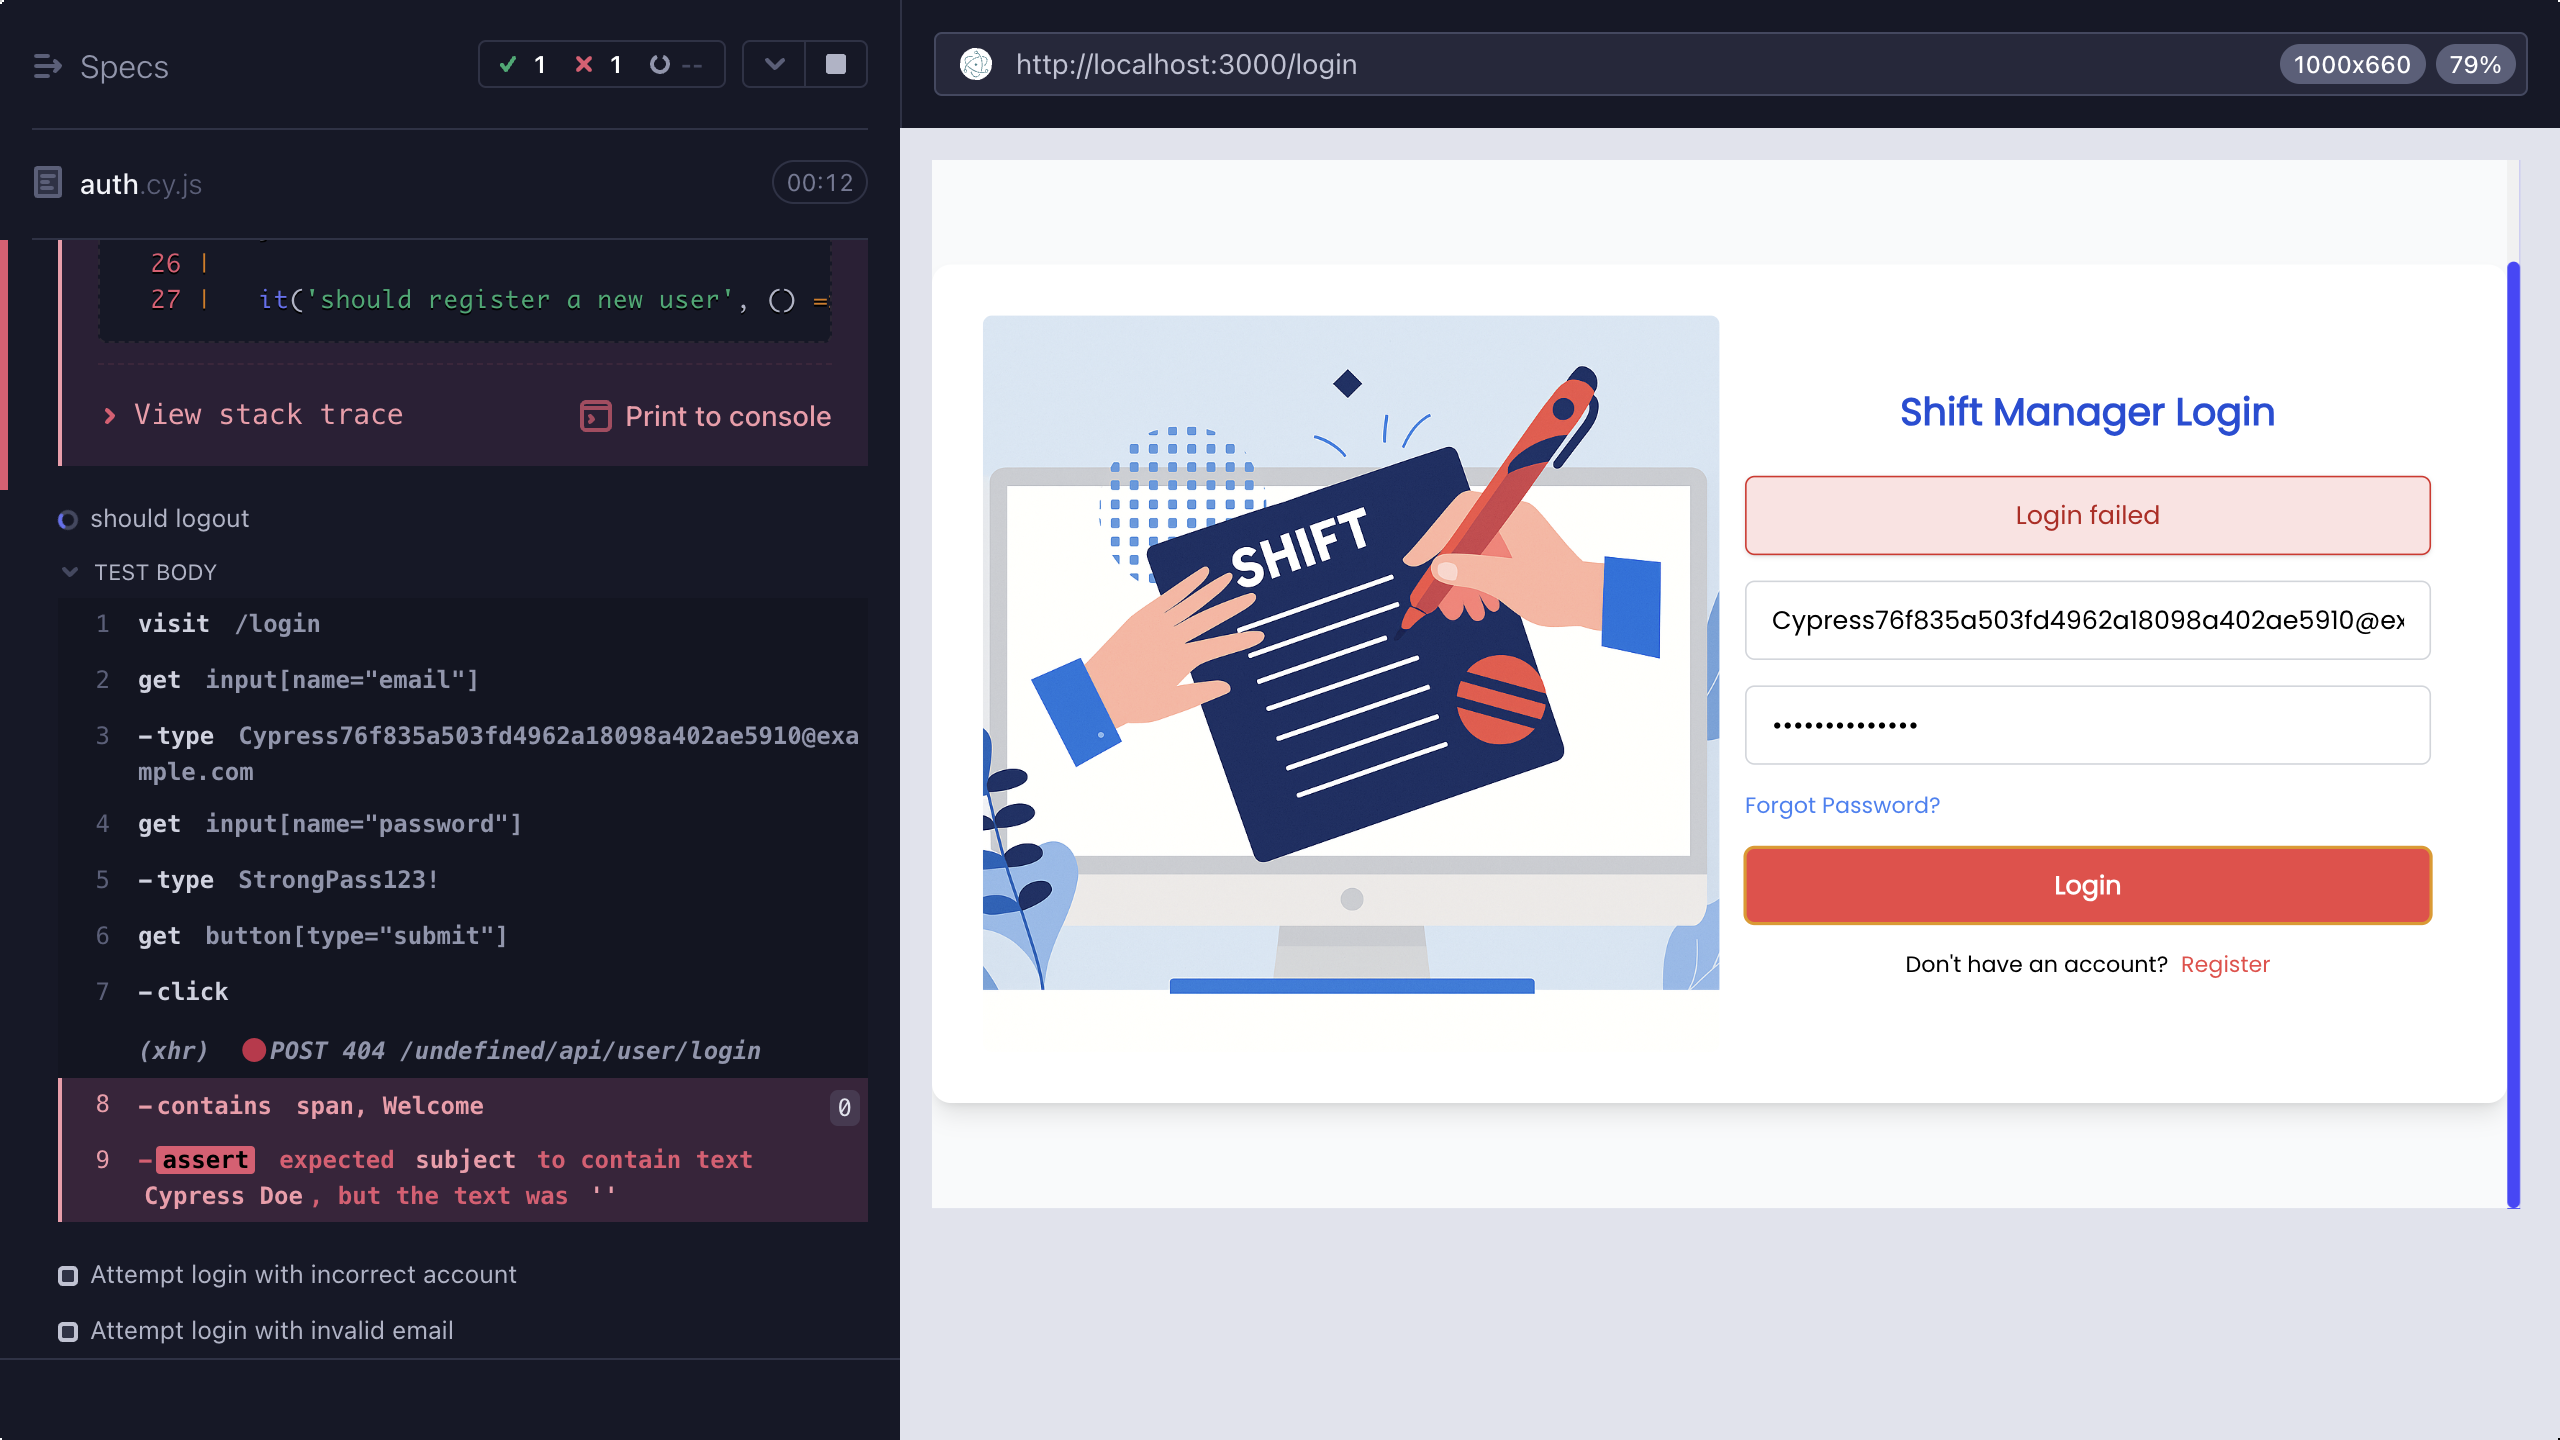 Specs
1 1 --
auth.cy.js
00:12
26 |
27 | it('should register a new user', () =
View stack trace
Print to console
should logout
TEST BODY
1 visit /login
2 get input[name="email"]
3 -type Cypress76f835a503fd4962a18098a402ae5910@exa
mple.com
4 get input[name="password"]
5 -type StrongPass123!
6 get button[type="submit"]
7 -click
(xhr) POST 404 /undefined/api/user/login
8 -contains span, Welcome 0
9 -assert expected subject to contain text
Cypress Doe, but the text was ''
Attempt login with incorrect account
Attempt login with invalid email
http://localhost:3000/login
1000x660 79%
SHIFT
Shift Manager Login
Login failed
Cypress76f835a503fd4962a18098a402ae5910@ex
••••••••••••••
Forgot Password?
Login
Don't have an account? Register